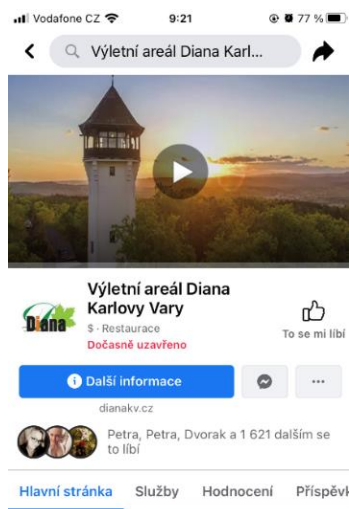 Vodafone CZ 9:21 77 %
Výletní areál Diana Karl...
Diana
Výletní areál Diana
Karlovy Vary
$ · Restaurace
Dočasně uzavřeno
To se mi líbí
Další informace
dianakv.cz
Petra, Petra, Dvorak a 1 621 dalším se
to líbí
Hlavní stránka Služby Hodnocení Příspěvk